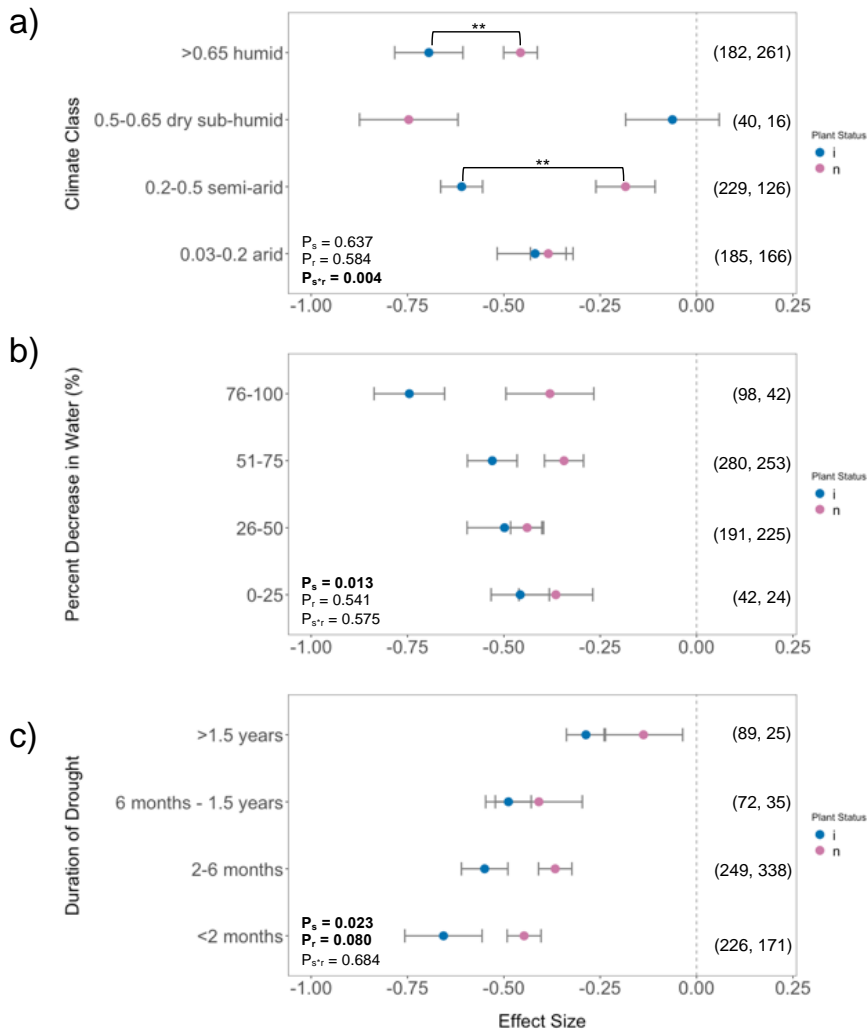 a)
Climate Class
>0.65 humid
0.5-0.65 dry sub-humid
0.2-0.5 semi-arid
0.03-0.2 arid
**
**
(182, 261)
(40, 16)
(229, 126)
(185, 166)
Pₛ = 0.637
Pᵣ = 0.584
Pₛ*ᵣ = 0.004
-1.00 -0.75 -0.50 -0.25 0.00 0.25
Plant Status
i
n
b)
Percent Decrease in Water (%)
76-100
51-75
26-50
0-25
(98, 42)
(280, 253)
(191, 225)
(42, 24)
Pₛ = 0.013
Pᵣ = 0.541
Pₛ*ᵣ = 0.575
-1.00 -0.75 -0.50 -0.25 0.00 0.25
Plant Status
i
n
c)
Duration of Drought
>1.5 years
6 months - 1.5 years
2-6 months
<2 months
(89, 25)
(72, 35)
(249, 338)
(226, 171)
Pₛ = 0.023
Pᵣ = 0.080
Pₛ*ᵣ = 0.684
-1.00 -0.75 -0.50 -0.25 0.00 0.25
Effect Size
Plant Status
i
n